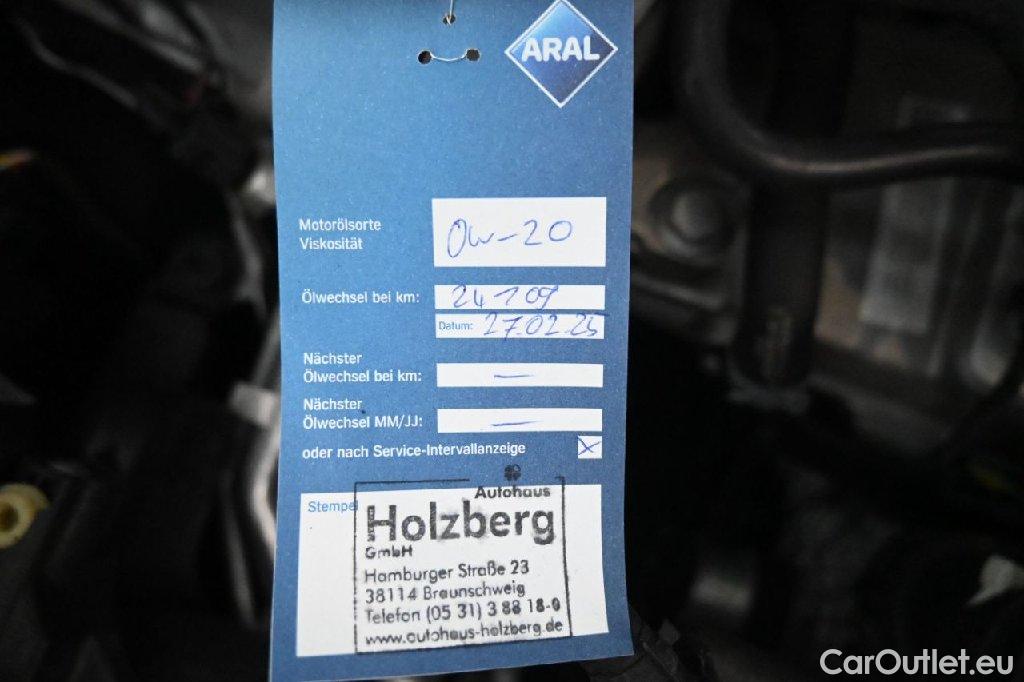 ARAL
Motorölsorte
Viskosität
0w-20
Ölwechsel bei km:
24109
Datum: 27.02.25
Nächster
Ölwechsel bei km:
—
Nächster
Ölwechsel MM/JJ:
—
oder nach Service-Intervallanzeige
Stempel
Autohaus
Holzberg
GmbH
Hamburger Straße 23
38114 Braunschweig
Telefon (05 31) 3 88 18-0
www.autohaus-holzberg.de
CarOutlet.eu